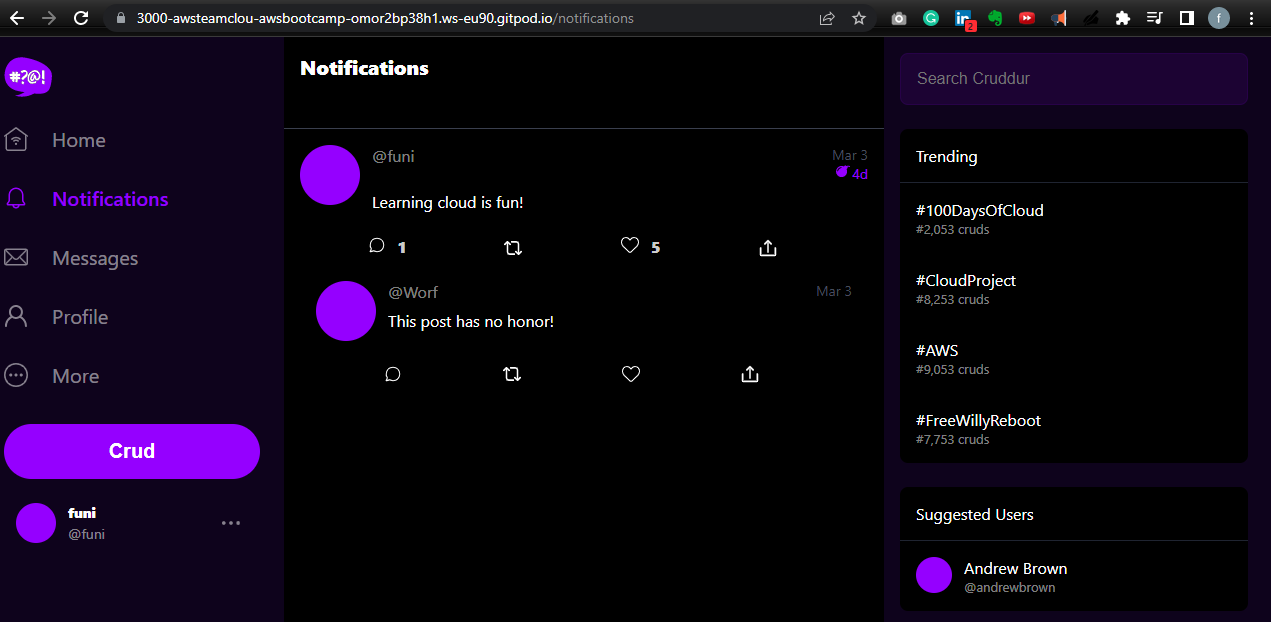 3000-awsteamclou-awsbootcamp-omor2bp38h1.ws-eu90.gitpod.io/notifications
2
f
#?@!
Home
Notifications
Messages
Profile
More
Crud
funi
@funi
Notifications
@funi
Mar 3
4d
Learning cloud is fun!
1
5
@Worf
Mar 3
This post has no honor!
Search Cruddur
Trending
#100DaysOfCloud
#2,053 cruds
#CloudProject
#8,253 cruds
#AWS
#9,053 cruds
#FreeWillyReboot
#7,753 cruds
Suggested Users
Andrew Brown
@andrewbrown